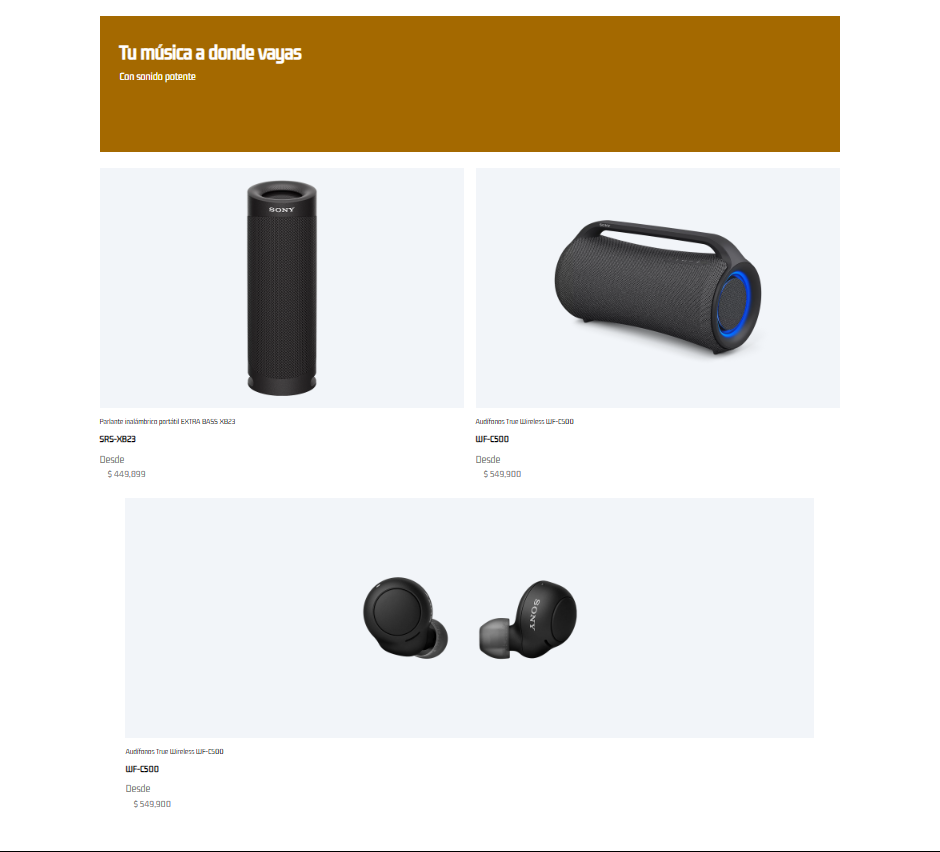 Tu música a donde vayas
Con sonido potente
SONY
Parlante inalámbrico portátil EXTRA BASS XB23
SRS-XB23
Desde
$ 449,899
Audífonos True Wireless WF-C500
WF-C500
Desde
$ 549,900
SONY
Audífonos True Wireless WF-C500
WF-C500
Desde
$ 549,900